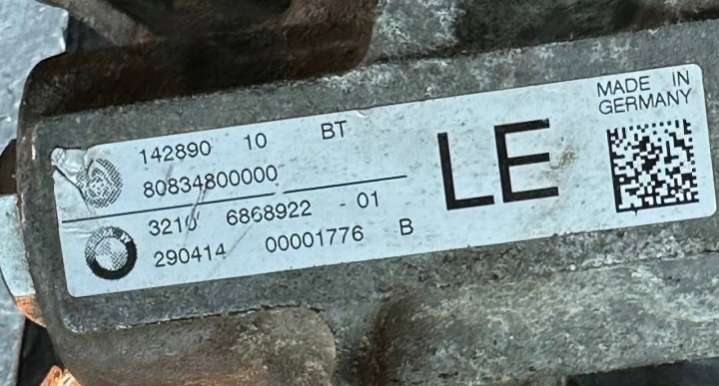 142890 10 BT
80834800000
3210 6868922 - 01
290414 00001776 B
LE
MADE IN
GERMANY